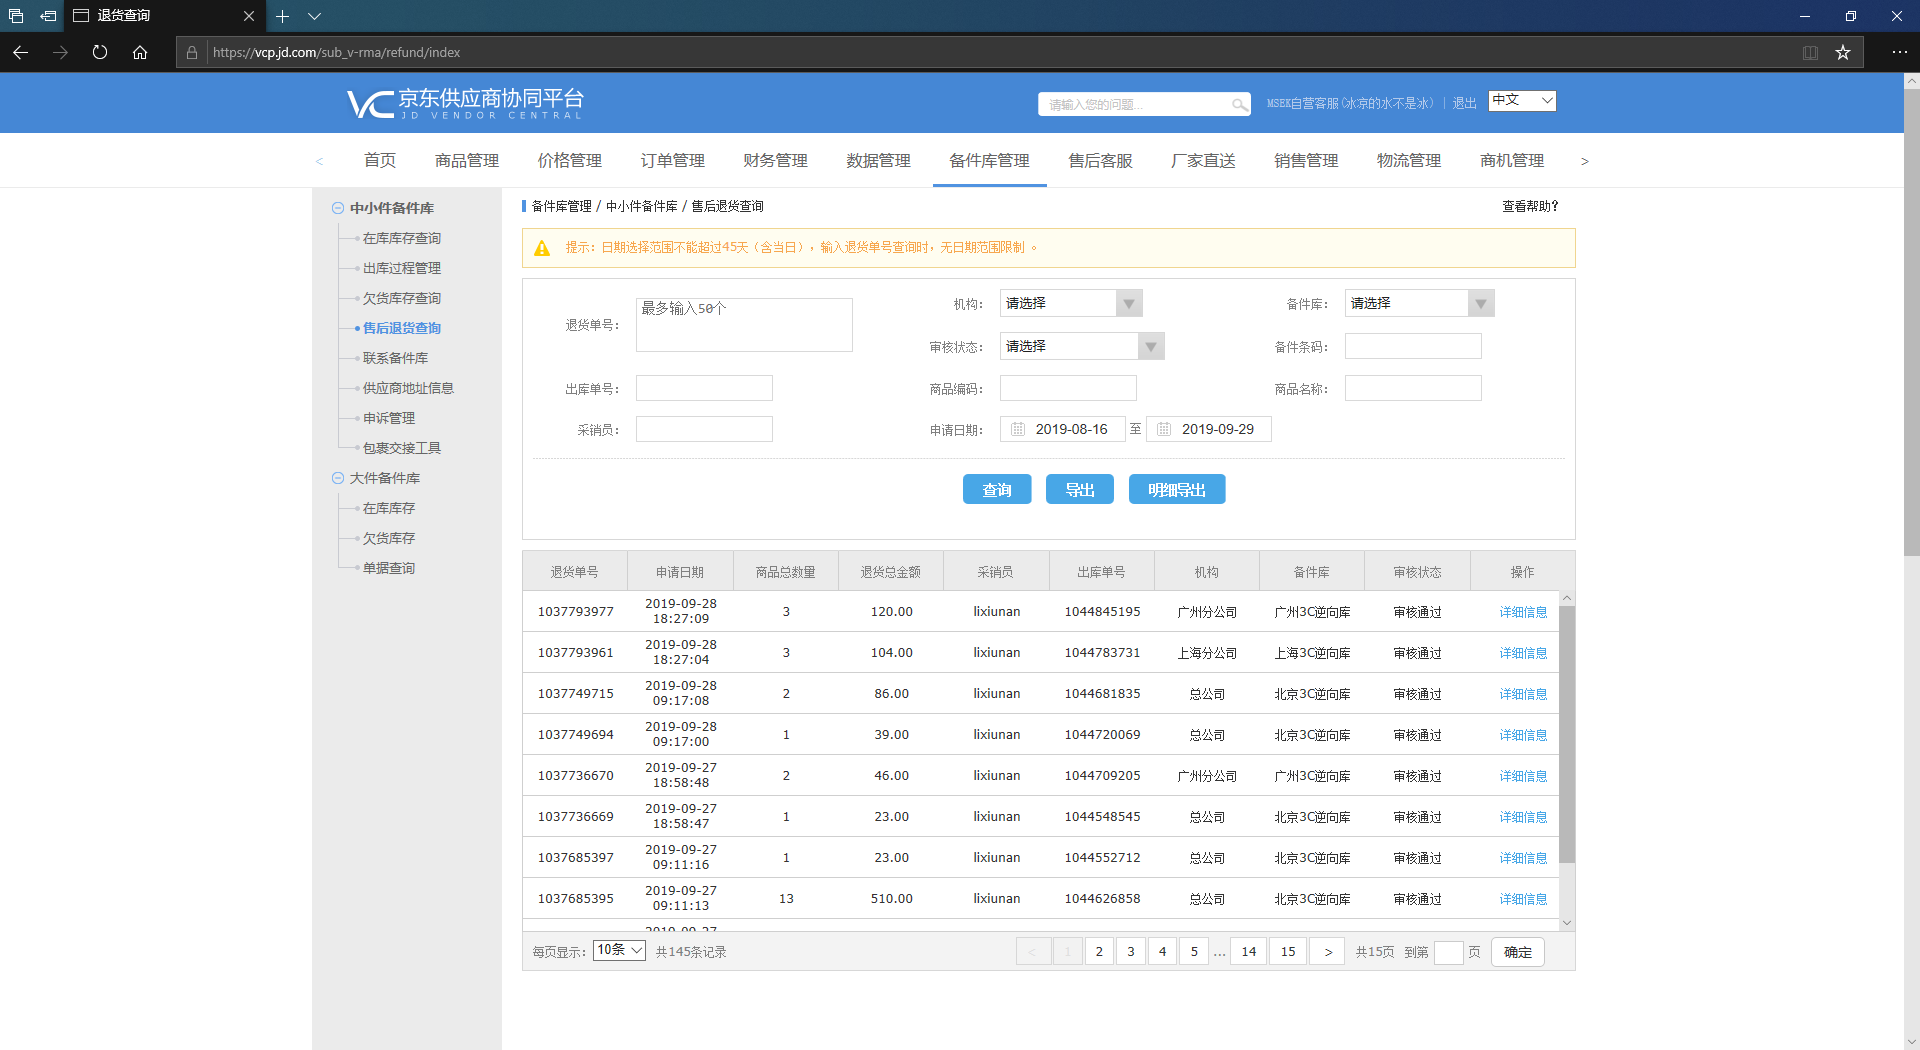 退货查询
https://vcp.jd.com/sub_v-rma/refund/index
VC 京东供应商协同平台
JD VENDOR CENTRAL
请输入您的问题...
MSEK自营客服(冰京的水不是冰) | 退出
中文
< 首页 商品管理 价格管理 订单管理 财务管理 数据管理 备件库管理 售后客服 厂家直送 销售管理 物流管理 商机管理 >
中小件备件库
在库库存查询
出库过程管理
欠货库存查询
售后退货查询
联系备件库
供应商地址信息
申诉管理
包裹交接工具
大件备件库
在库库存
欠货库存
单据查询
备件库管理 / 中小件备件库 / 售后退货查询
查看帮助?
提示：日期选择范围不能超过45天（含当日），输入退货单号查询时，无日期范围限制 。
退货单号： 最多输入50个
机构： 请选择
备件库： 请选择
审核状态： 请选择
备件条码：
出库单号：
商品编码：
商品名称：
采销员：
申请日期： 2019-08-16 至 2019-09-29
查询 导出 明细导出
退货单号 申请日期 商品总数量 退货总金额 采销员 出库单号 机构 备件库 审核状态 操作
1037793977 2019-09-28 18:27:09 3 120.00 lixiunan 1044845195 广州分公司 广州3C逆向库 审核通过 详细信息
1037793961 2019-09-28 18:27:04 3 104.00 lixiunan 1044783731 上海分公司 上海3C逆向库 审核通过 详细信息
1037749715 2019-09-28 09:17:08 2 86.00 lixiunan 1044681835 总公司 北京3C逆向库 审核通过 详细信息
1037749694 2019-09-28 09:17:00 1 39.00 lixiunan 1044720069 总公司 北京3C逆向库 审核通过 详细信息
1037736670 2019-09-27 18:58:48 2 46.00 lixiunan 1044709205 广州分公司 广州3C逆向库 审核通过 详细信息
1037736669 2019-09-27 18:58:47 1 23.00 lixiunan 1044548545 总公司 北京3C逆向库 审核通过 详细信息
1037685397 2019-09-27 09:11:16 1 23.00 lixiunan 1044552712 总公司 北京3C逆向库 审核通过 详细信息
1037685395 2019-09-27 09:11:13 13 510.00 lixiunan 1044626858 总公司 北京3C逆向库 审核通过 详细信息
2019-09-27
每页显示： 10条 共145条记录
< 1 2 3 4 5 ... 14 15 > 共15页 到第 页 确定